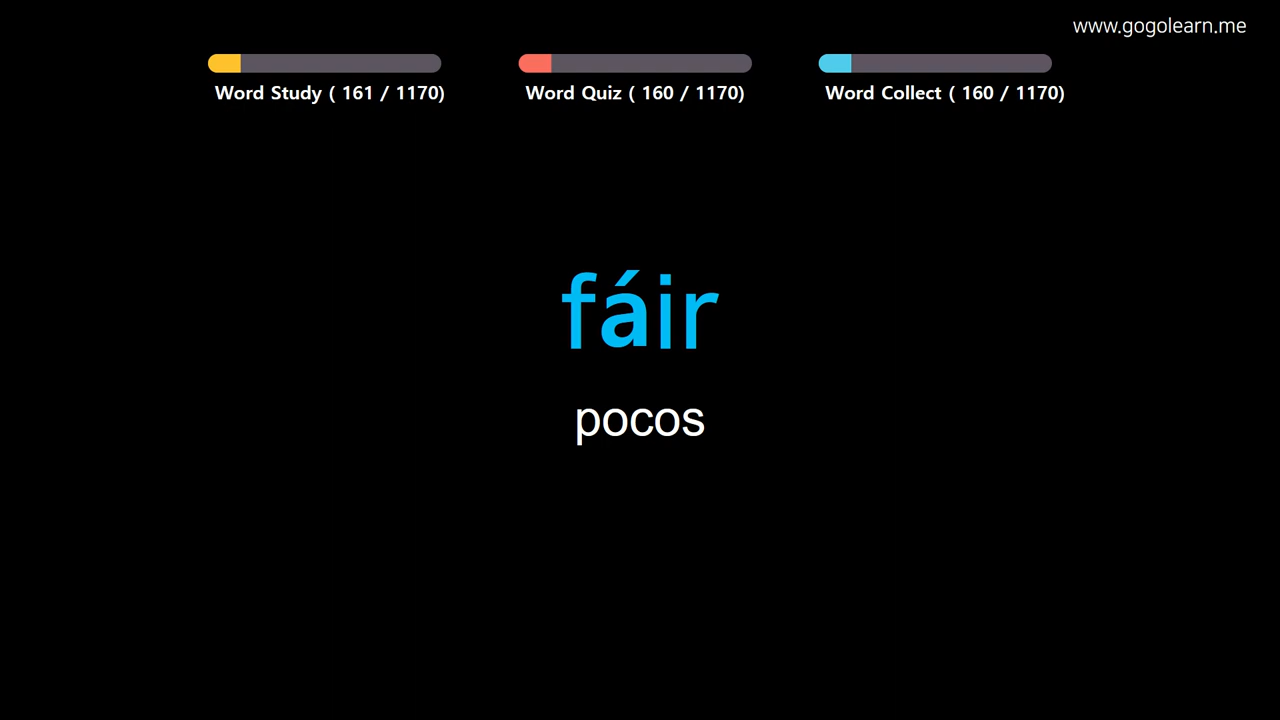 www.gogolearn.me
Word Study ( 161 / 1170)
Word Quiz ( 160 / 1170)
Word Collect ( 160 / 1170)
fáir
pocos